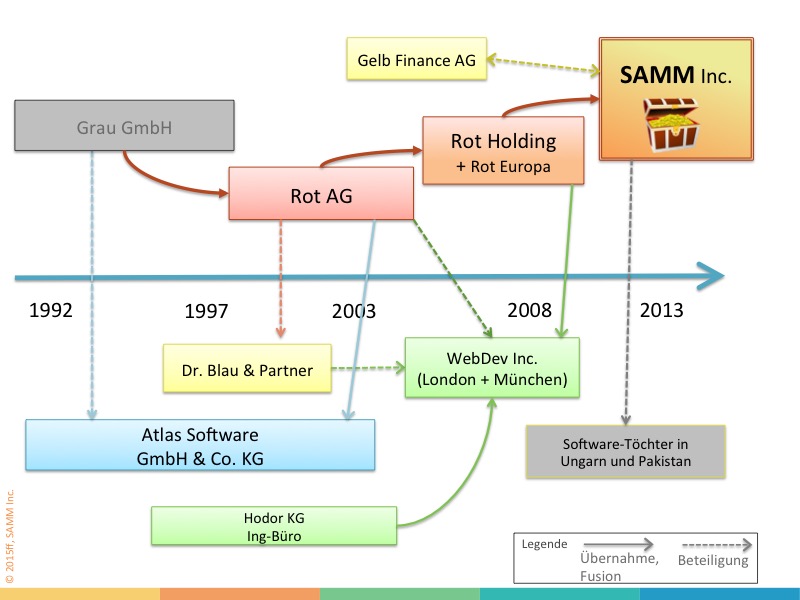 Gelb Finance AG
SAMM Inc.
Grau GmbH
Rot Holding
+ Rot Europa
Rot AG
1992
1997
2003
2008
2013
Dr. Blau & Partner
WebDev Inc.
(London + München)
Atlas Software
GmbH & Co. KG
Software-Töchter in
Ungarn und Pakistan
Hodor KG
Ing-Büro
Legende
Übernahme,
Fusion
Beteiligung
© 2015ff, SAMM Inc.